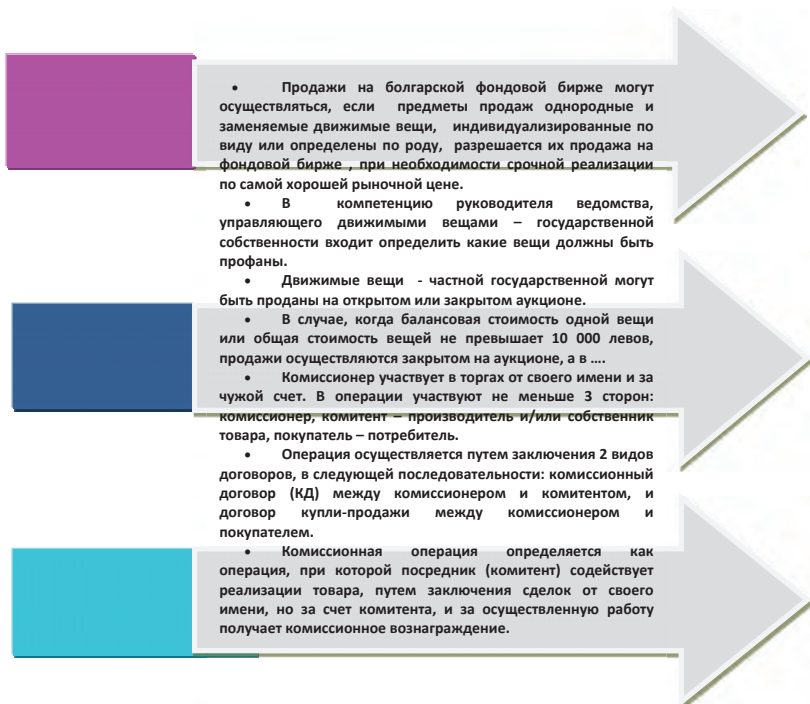 • Продажи на болгарской фондовой бирже могут
осуществляться, если предметы продаж однородные и
заменяемые движимые вещи, индивидуализированные по
виду или определены по роду, разрешается их продажа на
фондовой бирже , при необходимости срочной реализации
по самой хорошей рыночной цене.
• В компетенцию руководителя ведомства,
управляющего движимыми вещами – государственной
собственности входит определить какие вещи должны быть
профаны.
• Движимые вещи - частной государственной могут
быть проданы на открытом или закрытом аукционе.
• В случае, когда балансовая стоимость одной вещи
или общая стоимость вещей не превышает 10 000 левов,
продажи осуществляются закрытом на аукционе, а в ….
• Комиссионер участвует в торгах от своего имени и за
чужой счет. В операции участвуют не меньше 3 сторон:
комиссионер, комитент – производитель и/или собственник
товара, покупатель – потребитель.
• Операция осуществляется путем заключения 2 видов
договоров, в следующей последовательности: комиссионный
договор (КД) между комиссионером и комитентом, и
договор купли-продажи между комиссионером и
покупателем.
• Комиссионная операция определяется как
операция, при которой посредник (комитент) содействует
реализации товара, путем заключения сделок от своего
имени, но за счет комитента, и за осуществленную работу
получает комиссионное вознаграждение.